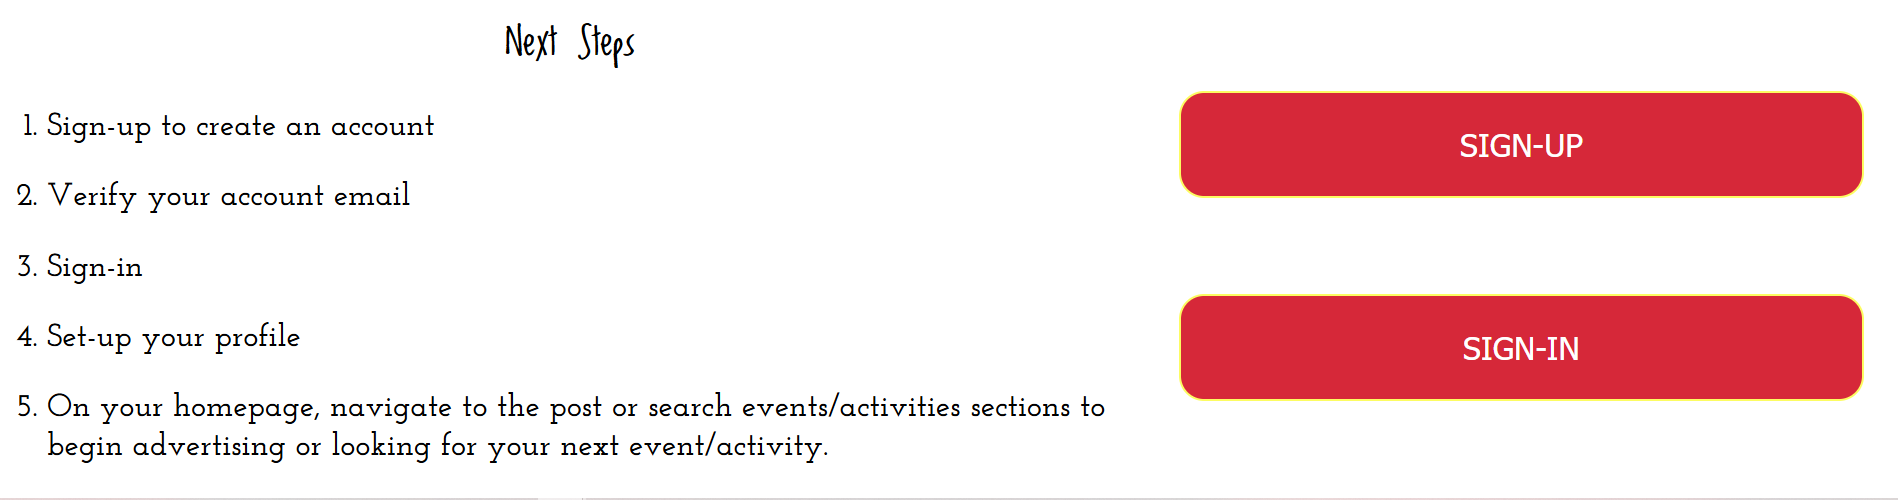 Next Steps
1. Sign-up to create an account
2. Verify your account email
3. Sign-in
4. Set-up your profile
5. On your homepage, navigate to the post or search events/activities sections to
begin advertising or looking for your next event/activity.
SIGN-UP
SIGN-IN